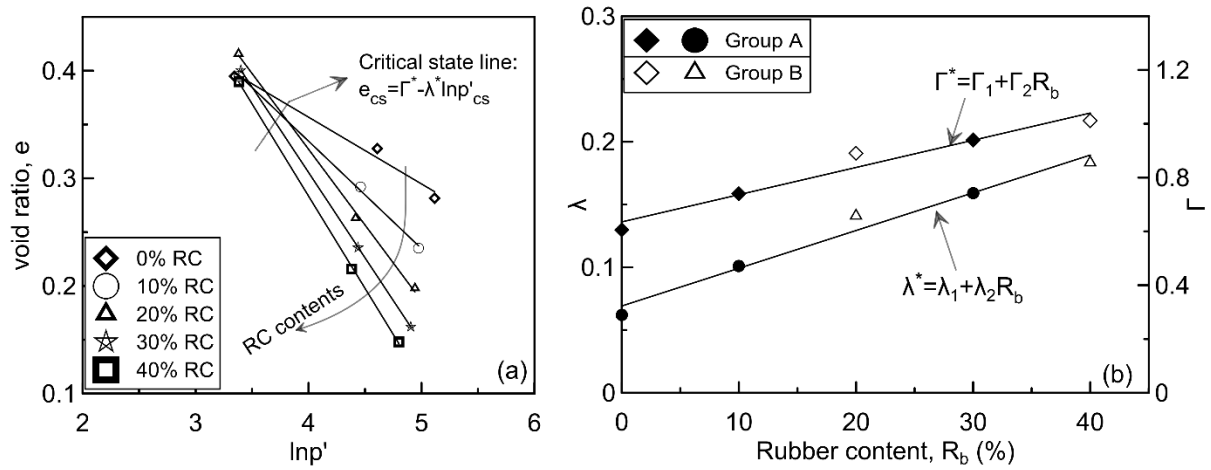 void ratio, e
0.4
0.3
0.2
0.1
2
3
4
5
6
lnp'
Critical state line:
e_cs=Γ*-λ*lnp'_cs
RC contents
0% RC
10% RC
20% RC
30% RC
40% RC
(a)
λ
0.3
0.2
0.1
0
0
10
20
30
40
Rubber content, R_b (%)
Group A
Group B
Γ*=Γ₁+Γ₂R_b
λ*=λ₁+λ₂R_b
1.2
0.8
0.4
0
Γ
(b)